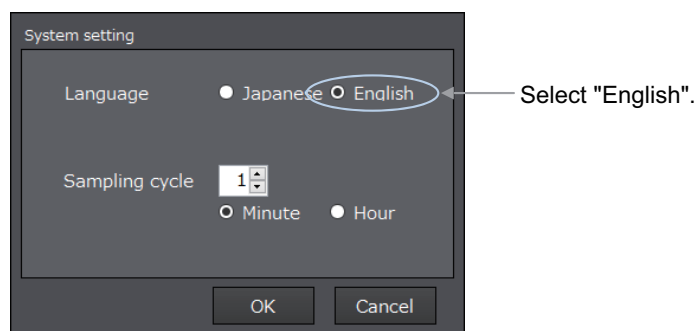 System setting
Language Japanese English
Select "English".
Sampling cycle 1
Minute Hour
OK Cancel